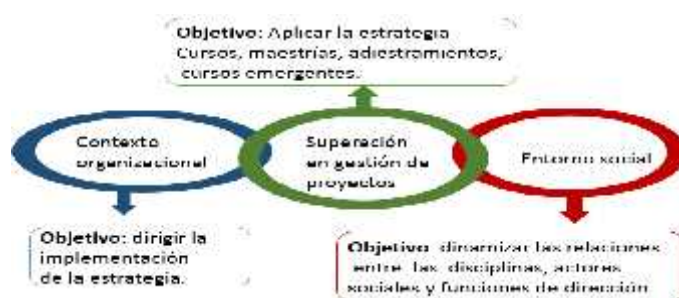 Objetivo: Aplicar la estrategia
Cursos, maestrías, adiestramientos,
cursos emergentes.
Contexto
organizacional
Superación
en gestión de
proyectos
Entorno social
Objetivo: dirigir la
implementación
de la estrategia.
Objetivo: dinamizar las relaciones
entre las disciplinas, actores
sociales y funciones de dirección